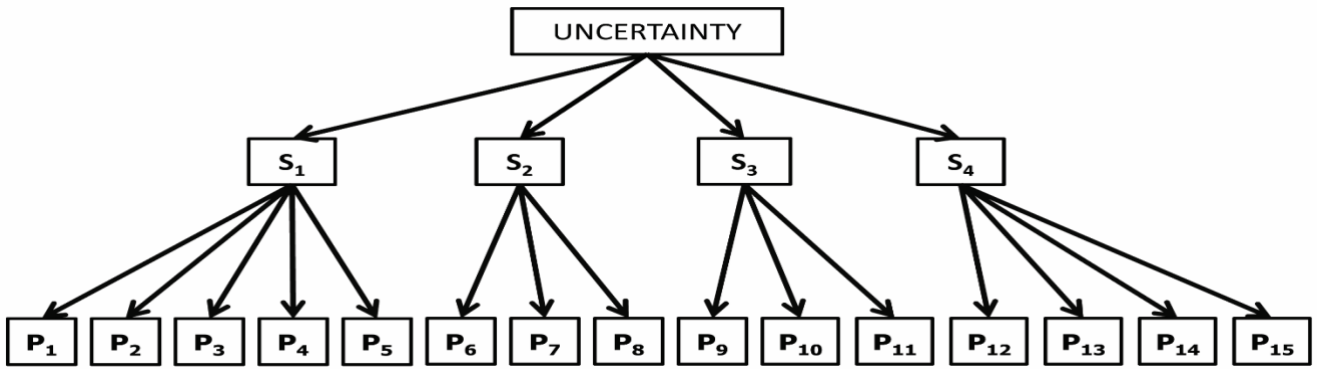 UNCERTAINTY
S₁ S₂ S₃ S₄
P₁ P₂ P₃ P₄ P₅ P₆ P₇ P₈ P₉ P₁₀ P₁₁ P₁₂ P₁₃ P₁₄ P₁₅